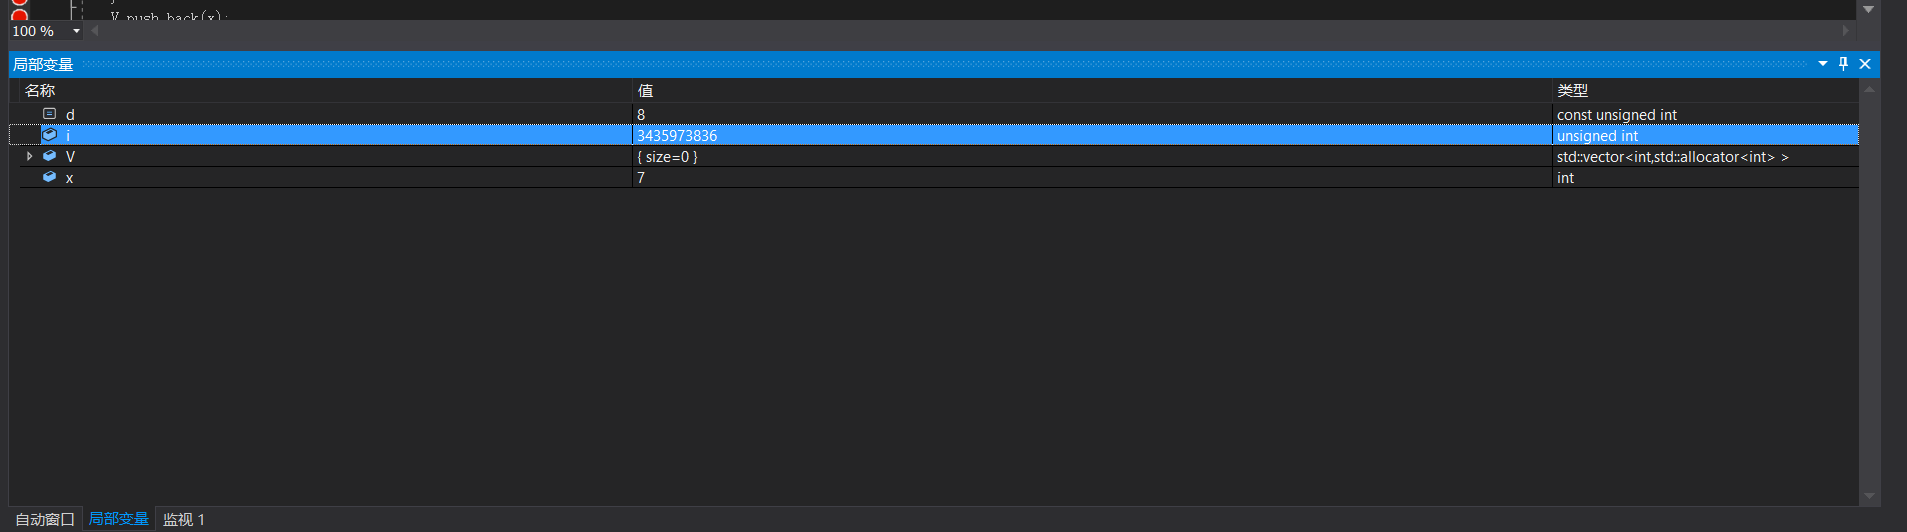 V.push_back(x);
100 %
局部变量
名称 值 类型
d 8 const unsigned int
i 3435973836 unsigned int
V { size=0 } std::vector<int,std::allocator<int> >
x 7 int
自动窗口 局部变量 监视 1